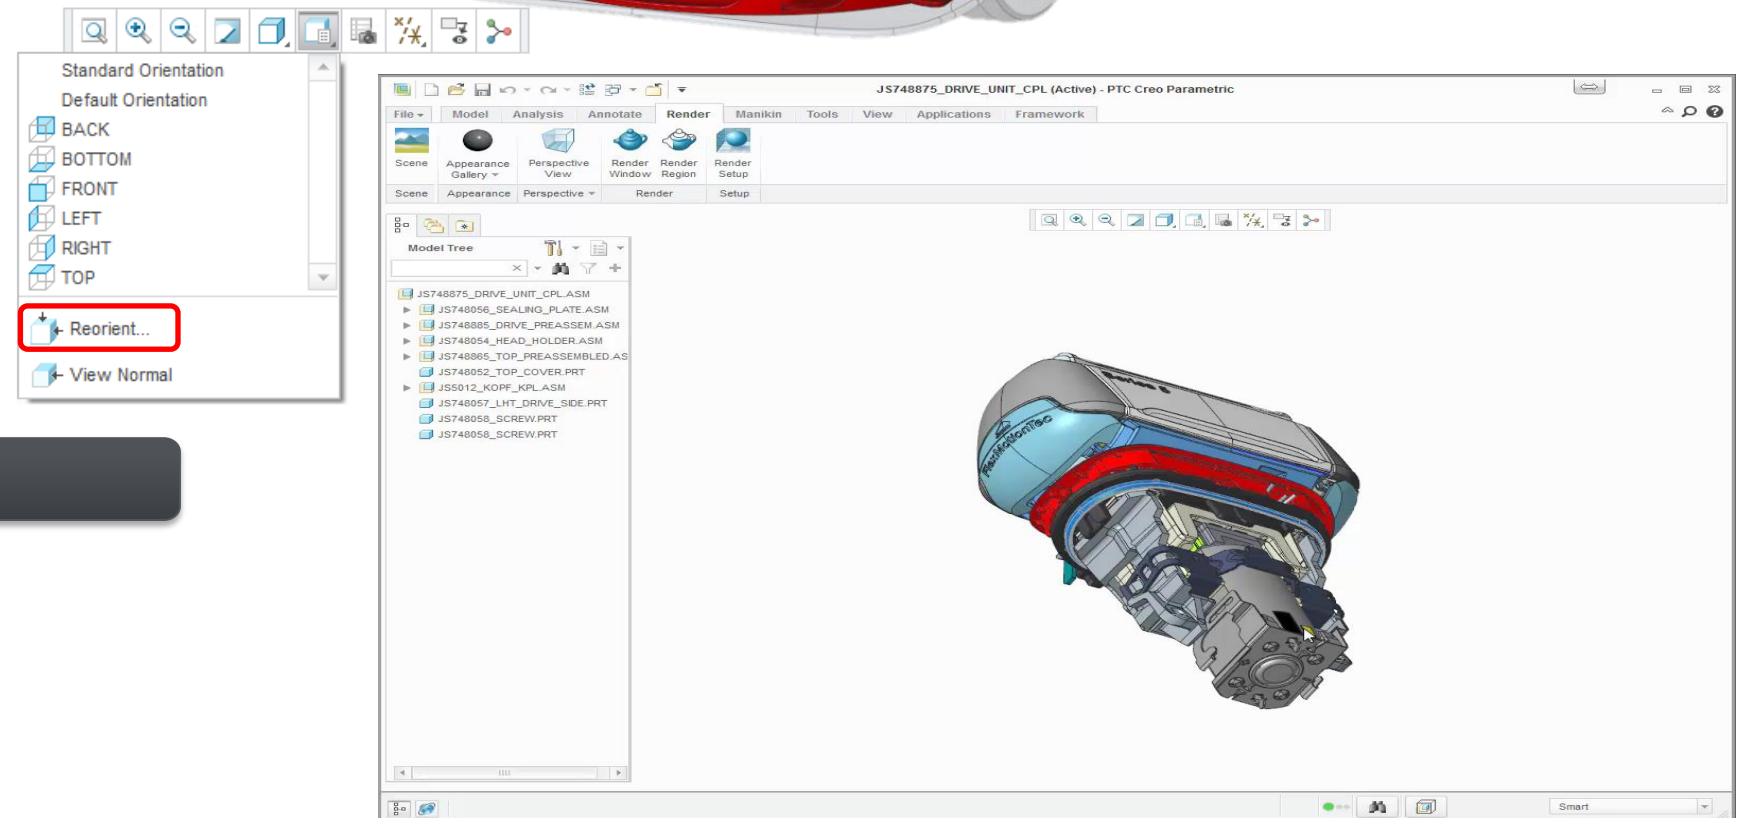 Standard Orientation
Default Orientation
BACK
BOTTOM
FRONT
LEFT
RIGHT
TOP
Reorient...
View Normal
JS748875_DRIVE_UNIT_CPL (Active) - PTC Creo Parametric
File Model Analysis Annotate Render Manikin Tools View Applications Framework
Scene Appearance Gallery Perspective View Render Window Render Region Render Setup
Scene Appearance Perspective Render Setup
Model Tree
JS748875_DRIVE_UNIT_CPL.ASM
JS748056_SEALING_PLATE.ASM
JS748885_DRIVE_PREASSEM.ASM
JS748054_HEAD_HOLDER.ASM
JS748865_TOP_PREASSEMBLED.AS
JS748052_TOP_COVER.PRT
JS5012_KOPF_KPL.ASM
JS748057_LHT_DRIVE_SIDE.PRT
JS748058_SCREW.PRT
JS748058_SCREW.PRT
Series 5
FlexMotionTec
Smart